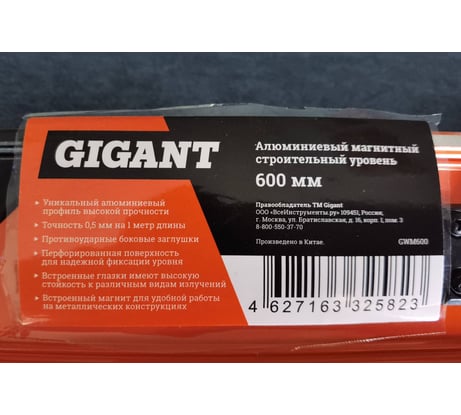 GIGANT
Уникальный алюминиевый
профиль высокой прочности
Точность 0,5 мм на 1 метр длины
Противоударные боковые заглушки
Перфорированная поверхность
для надежной фиксации уровня
Встроенные глазки имеют высокую
стойкость к различным видам излучений
Встроенный магнит для удобной работы
на металлических конструкциях
Алюминиевый магнитный
строительный уровень
600 мм
Правообладатель ТМ Gigant
ООО «ВсеИнструменты.ру» 109451, Россия,
г. Москва, ул. Братиславская, д. 16, корп. 1, пом. 3
8-800-550-37-70
Произведено в Китае. GWM600
4 627163 325823